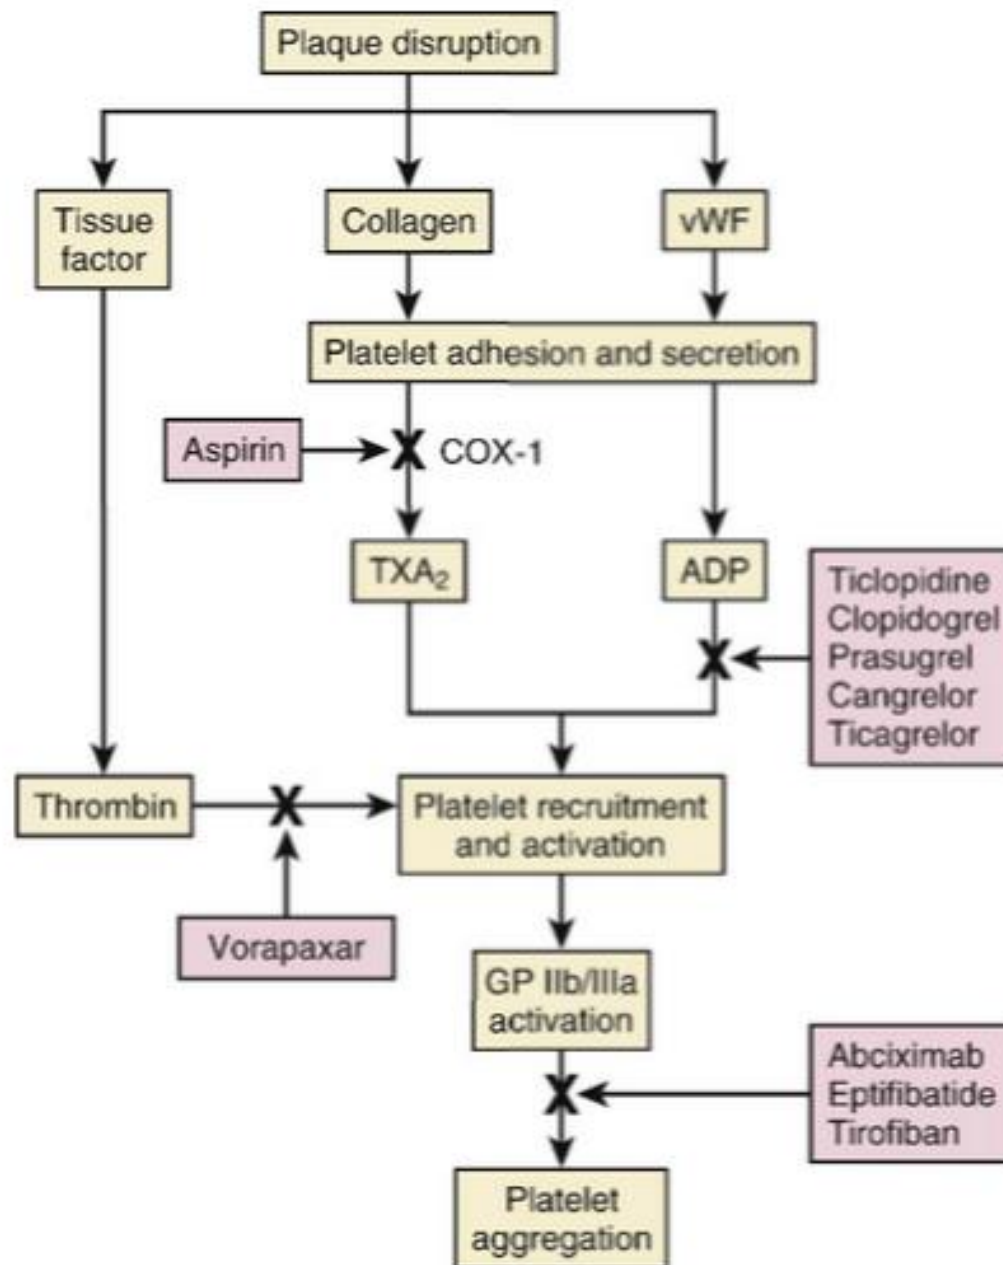 Plaque disruption
Tissue
factor
Collagen
vWF
Platelet adhesion and secretion
Aspirin
COX-1
TXA₂
ADP
Ticlopidine
Clopidogrel
Prasugrel
Cangrelor
Ticagrelor
Thrombin
Platelet recruitment
and activation
Vorapaxar
GP IIb/IIIa
activation
Abciximab
Eptifibatide
Tirofiban
Platelet
aggregation